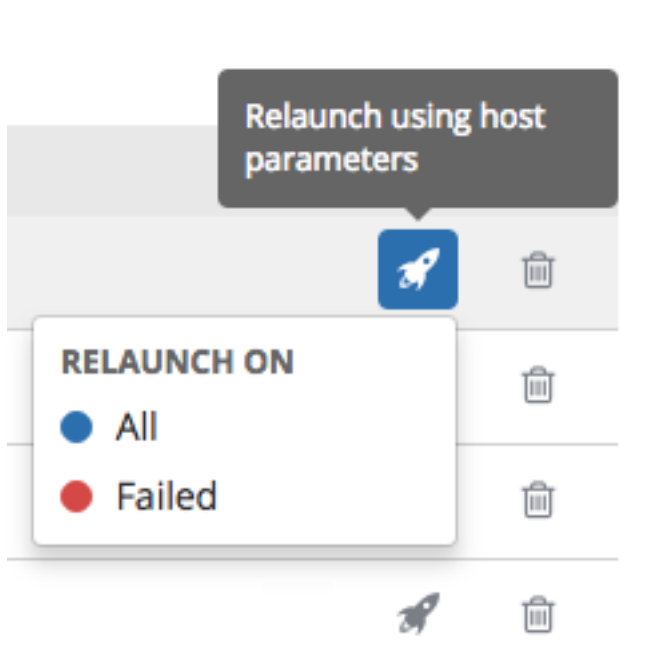 Relaunch using host
parameters
RELAUNCH ON
All
Failed